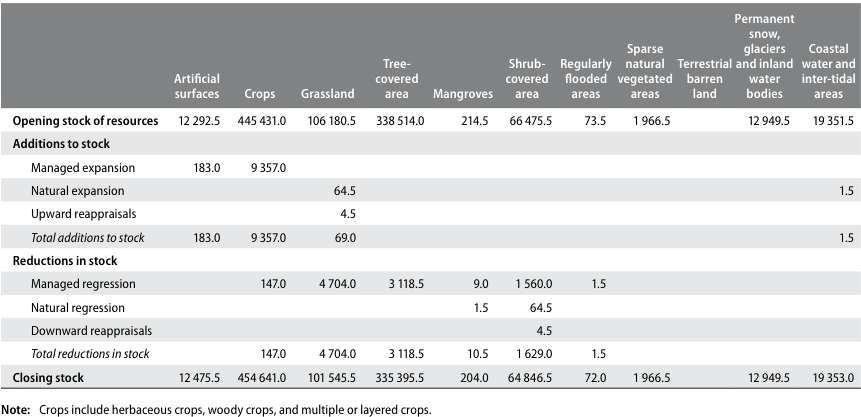 Artificial surfaces Crops Grassland Tree-covered area Mangroves Shrub-covered area Regularly flooded areas Sparse natural vegetated areas Terrestrial barren land Permanent snow, glaciers and inland water bodies Coastal water and inter-tidal areas
Opening stock of resources 12 292.5 445 431.0 106 180.5 338 514.0 214.5 66 475.5 73.5 1 966.5 12 949.5 19 351.5
Additions to stock
Managed expansion 183.0 9 357.0
Natural expansion 64.5 1.5
Upward reappraisals 4.5
Total additions to stock 183.0 9 357.0 69.0 1.5
Reductions in stock
Managed regression 147.0 4 704.0 3 118.5 9.0 1 560.0 1.5
Natural regression 1.5 64.5
Downward reappraisals 4.5
Total reductions in stock 147.0 4 704.0 3 118.5 10.5 1 629.0 1.5
Closing stock 12 475.5 454 641.0 101 545.5 335 395.5 204.0 64 846.5 72.0 1 966.5 12 949.5 19 353.0
Note: Crops include herbaceous crops, woody crops, and multiple or layered crops.